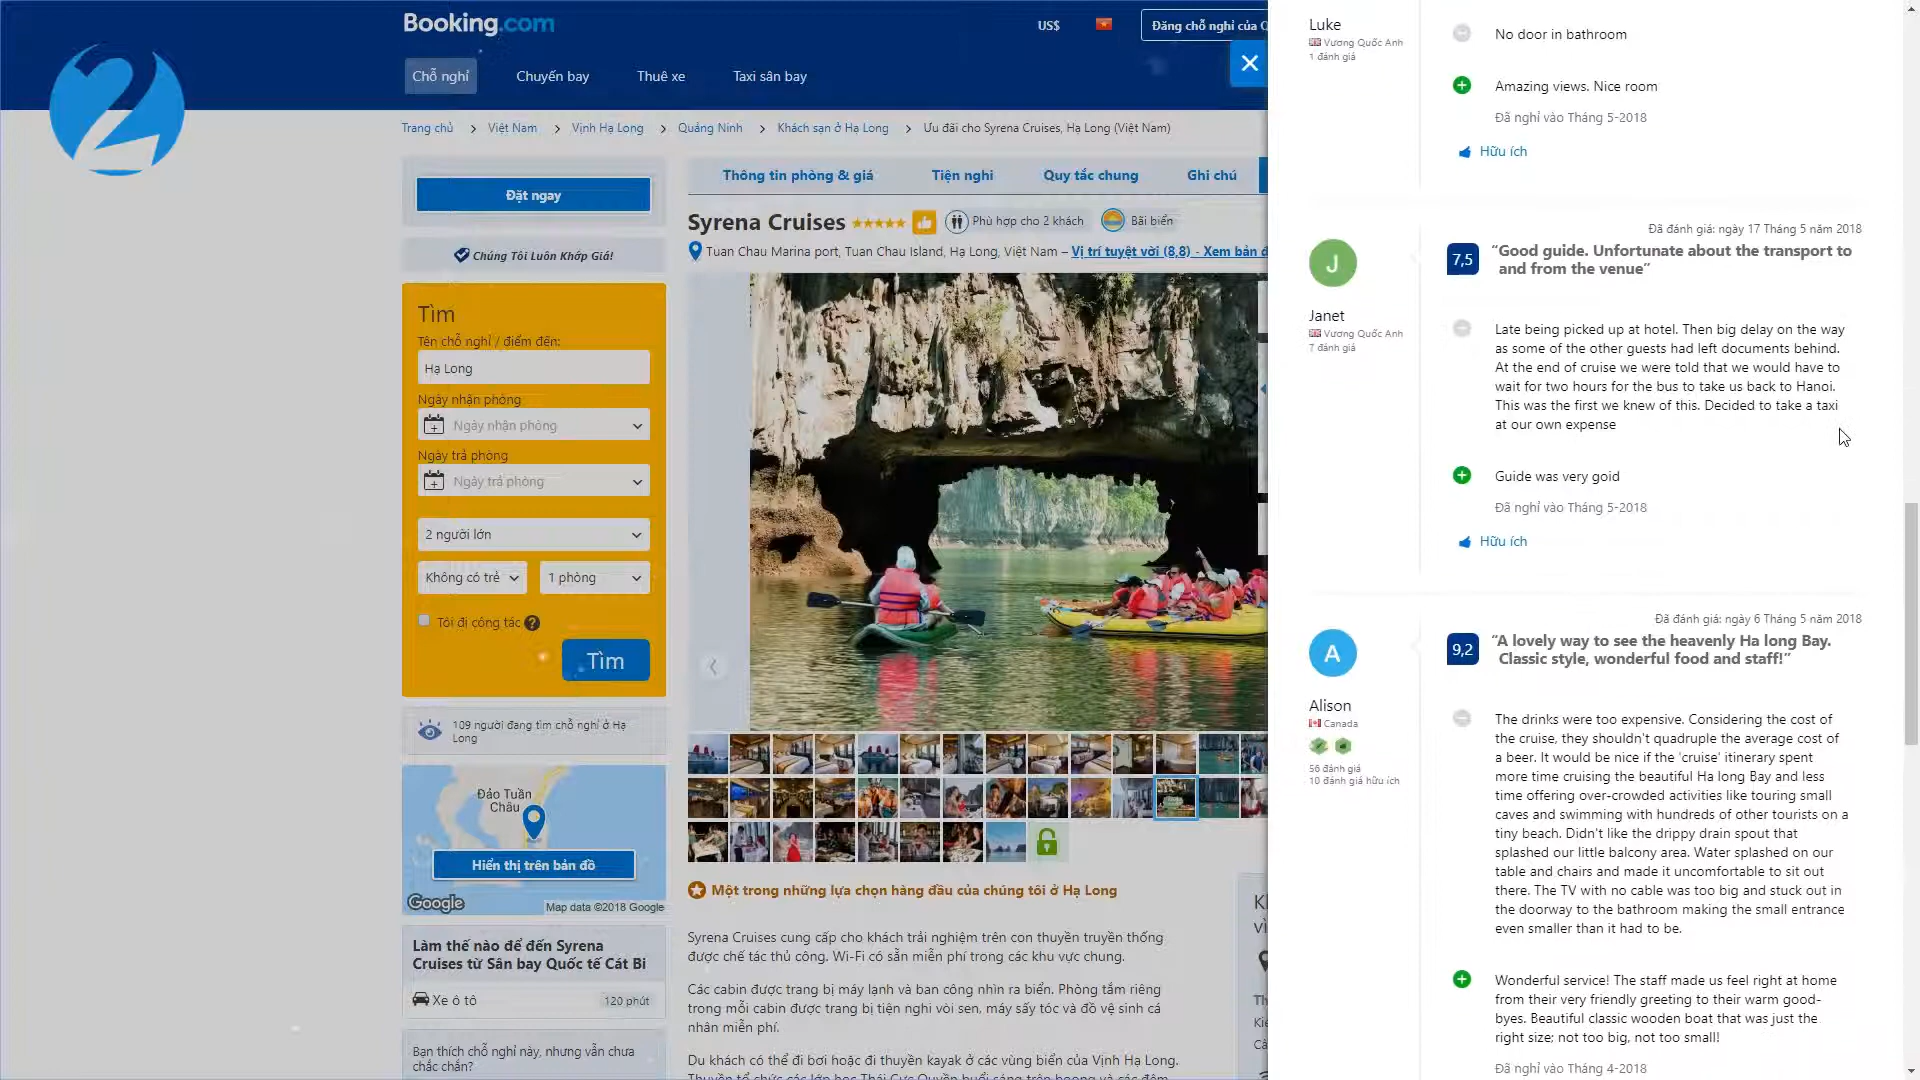 Booking.com
US$
Đăng chỗ nghỉ của Q
Chỗ nghỉ
Chuyến bay
Thuê xe
Taxi sân bay
2
Trang chủ > Việt Nam > Vịnh Hạ Long > Quảng Ninh > Khách sạn ở Hạ Long > Ưu đãi cho Syrena Cruises, Hạ Long (Việt Nam)
Đặt ngay
Chúng Tôi Luôn Khớp Giá!
Tìm
Tên chỗ nghỉ / điểm đến:
Hạ Long
Ngày nhận phòng
Ngày nhận phòng
Ngày trả phòng
Ngày trả phòng
2 người lớn
Không có trẻ
1 phòng
Tôi đi công tác
Tìm
109 người đang tìm chỗ nghỉ ở Hạ
Long
Đảo Tuần
Châu
Hiển thị trên bản đồ
Google
Map data ©2018 Google
Làm thế nào để đến Syrena
Cruises từ Sân bay Quốc tế Cát Bi
Xe ô tô
120 phút
Bạn thích chỗ nghỉ này, nhưng vẫn chưa
chắc chắn?
Thông tin phòng & giá
Tiện nghi
Quy tắc chung
Ghi chú
Syrena Cruises
Phù hợp cho 2 khách
Bãi biển
Tuan Chau Marina port, Tuan Chau Island, Hạ Long, Việt Nam – Vị trí tuyệt vời (8,8) - Xem bản đ
Một trong những lựa chọn hàng đầu của chúng tôi ở Hạ Long
Syrena Cruises cung cấp cho khách trải nghiệm trên con thuyền truyền thống
được chế tác thủ công. Wi-Fi có sẵn miễn phí trong các khu vực chung.
Các cabin được trang bị máy lạnh và ban công nhìn ra biển. Phòng tắm riêng
trong mỗi cabin được trang bị tiện nghi vòi sen, máy sấy tóc và đồ vệ sinh cá
nhân miễn phí.
Du khách có thể đi bơi hoặc đi thuyền kayak ở các vùng biển của Vịnh Hạ Long.
Luke
Vương Quốc Anh
1 đánh giá
No door in bathroom
Amazing views. Nice room
Đã nghỉ vào Tháng 5-2018
Hữu ích
Đã đánh giá: ngày 17 Tháng 5 năm 2018
J
Janet
Vương Quốc Anh
7 đánh giá
7,5
“Good guide. Unfortunate about the transport to
and from the venue”
Late being picked up at hotel. Then big delay on the way
as some of the other guests had left documents behind.
At the end of cruise we were told that we would have to
wait for two hours for the bus to take us back to Hanoi.
This was the first we knew of this. Decided to take a taxi
at our own expense
Guide was very goid
Đã nghỉ vào Tháng 5-2018
Hữu ích
Đã đánh giá: ngày 6 Tháng 5 năm 2018
A
Alison
Canada
56 đánh giá
10 đánh giá hữu ích
9,2
“A lovely way to see the heavenly Ha long Bay.
Classic style, wonderful food and staff!”
The drinks were too expensive. Considering the cost of
the cruise, they shouldn't quadruple the average cost of
a beer. It would be nice if the 'cruise' itinerary spent
more time cruising the beautiful Ha long Bay and less
time offering over-crowded activities like touring small
caves and swimming with hundreds of other tourists on a
tiny beach. Didn't like the drippy drain spout that
splashed our little balcony area. Water splashed on our
table and chairs and made it uncomfortable to sit out
there. The TV with no cable was too big and stuck out in
the doorway to the bathroom making the small entrance
even smaller than it had to be.
Wonderful service! The staff made us feel right at home
from their very friendly greeting to their warm good-
byes. Beautiful classic wooden boat that was just the
right size; not too big, not too small!
Đã nghỉ vào Tháng 4-2018